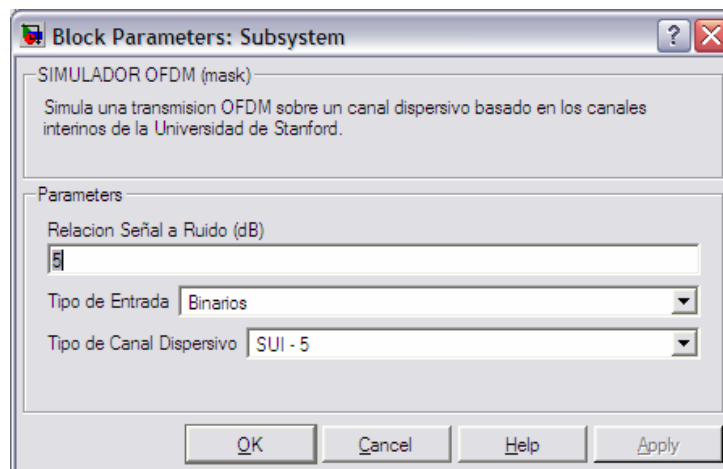 Block Parameters: Subsystem
SIMULADOR OFDM (mask)
Simula una transmision OFDM sobre un canal dispersivo basado en los canales
interinos de la Universidad de Stanford.
Parameters
Relacion Señal a Ruido (dB)
5
Tipo de Entrada Binarios
Tipo de Canal Dispersivo SUI - 5
OK Cancel Help Apply